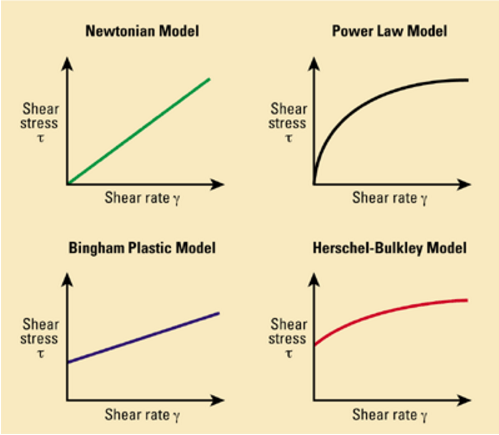 Newtonian Model
Shear
stress
τ
Shear rate γ
Power Law Model
Shear
stress
τ
Shear rate γ
Bingham Plastic Model
Shear
stress
τ
Shear rate γ
Herschel-Bulkley Model
Shear
stress
τ
Shear rate γ